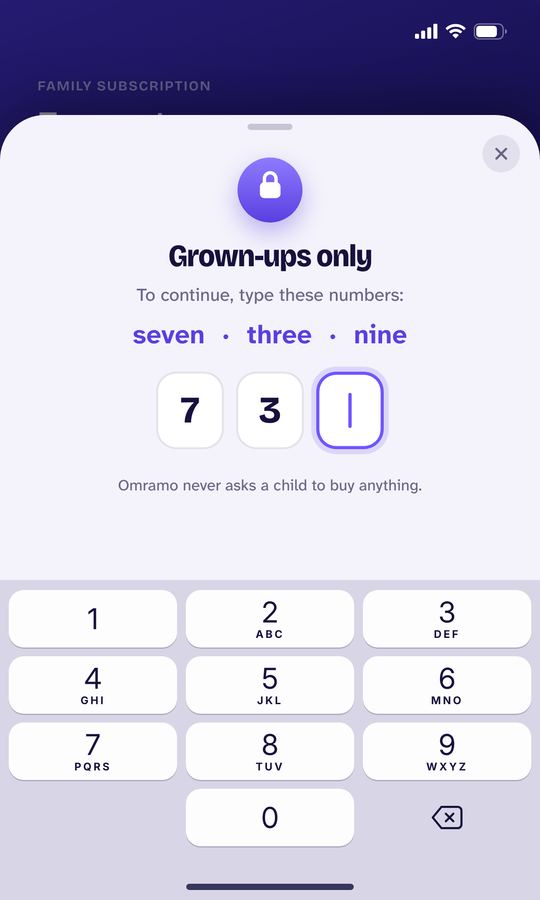 FAMILY SUBSCRIPTION
Grown-ups only
To continue, type these numbers:
seven · three · nine
7 3
Omramo never asks a child to buy anything.
1 2 3
ABC DEF
4 5 6
GHI JKL MNO
7 8 9
PQRS TUV WXYZ
0